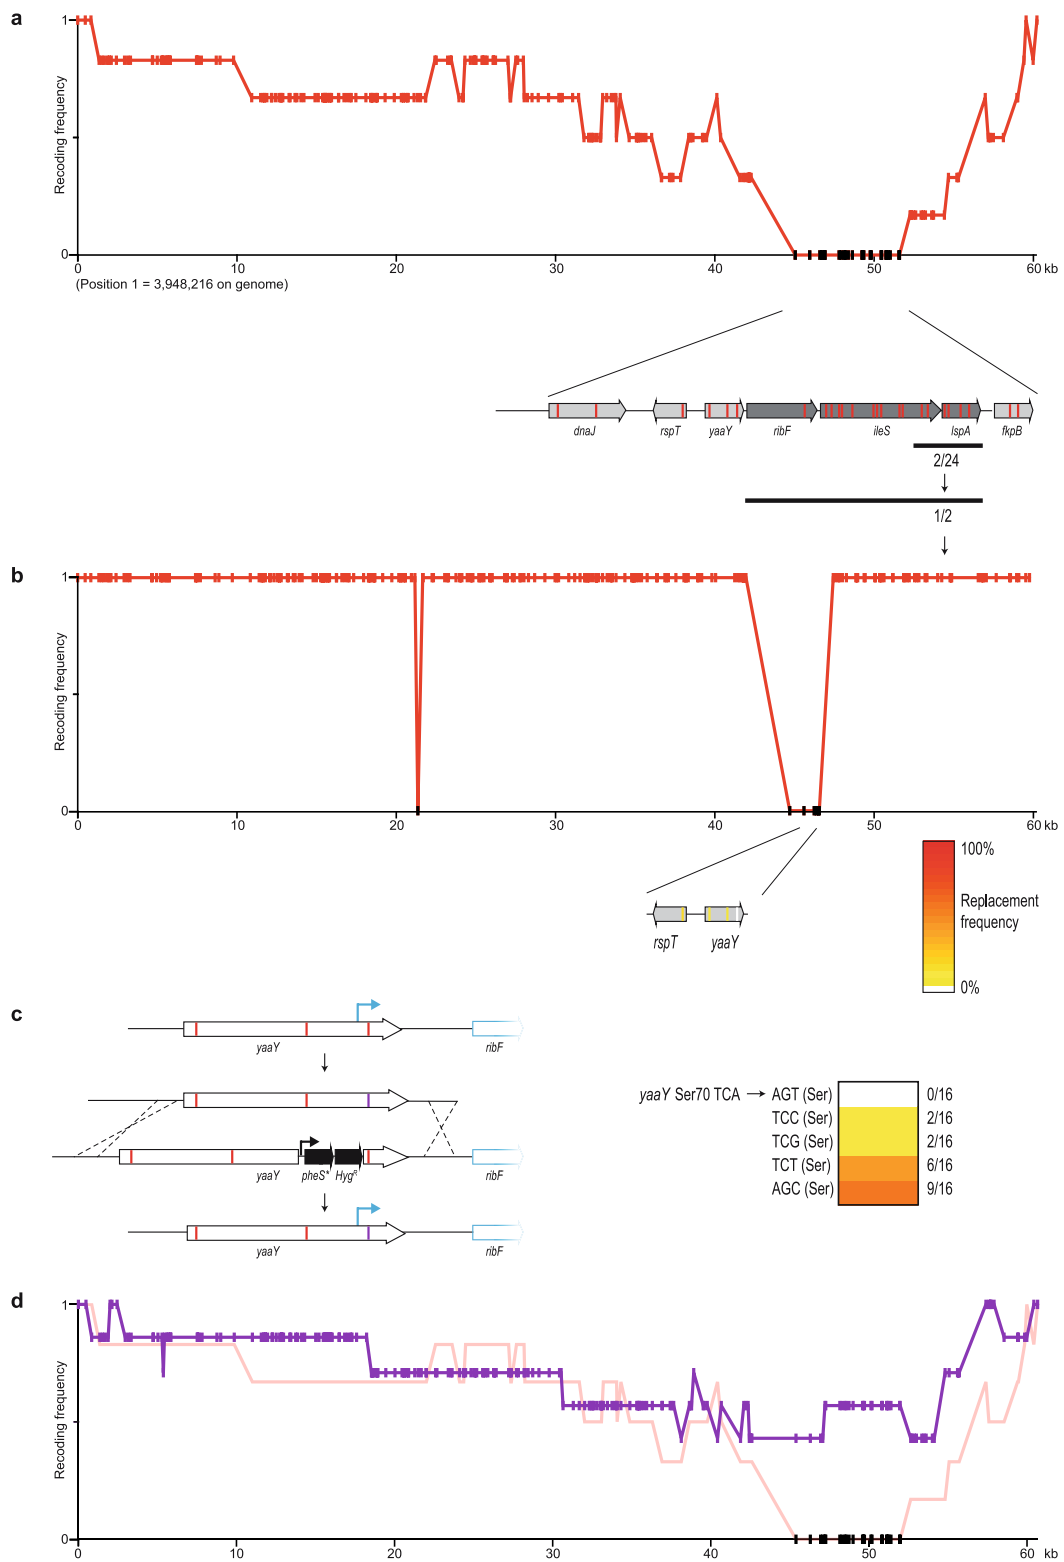 a
1
Recoding frequency
0
0 10 20 30 40 50 60 kb
(Position 1 = 3,948,216 on genome)
dnaJ rspT yaaY ribF ileS lspA fkpB
2/24
1/2
b
1
Recoding frequency
0
0 10 20 30 40 50 60 kb
rspT yaaY
100%
Replacement
frequency
0%
c
yaaY ribF
yaaY pheS* Hygᴿ ribF
yaaY ribF
yaaY Ser70 TCA → AGT (Ser) 0/16
TCC (Ser) 2/16
TCG (Ser) 2/16
TCT (Ser) 6/16
AGC (Ser) 9/16
d
1
Recoding frequency
0
0 10 20 30 40 50 60 kb